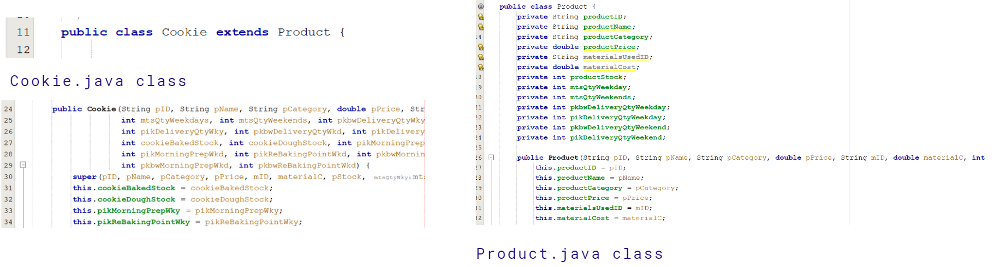 11 public class Cookie extends Product {
12
Cookie.java class
24 public Cookie(String pID, String pName, String pCategory, double pPrice, Str
25 int mtsQtyWeekdays, int mtsQtyWeekends, int pkbwDeliveryQtyWky
26 int pikDeliveryQtyWky, int pkbwDeliveryQtyWkd, int pikDelivery
27 int cookieBakedStock, int cookieDoughStock, int pikMorningPrep
28 int pikMorningPrepWkd, int pikReBakingPointWkd, int pkbwMornin
29 int pkbwMorningPrepWkd, int pkbwReBakingPointWkd) {
30 super(pID, pName, pCategory, pPrice, mID, materialC, pStock, mtsQtyWky: mt
31 this.cookieBakedStock = cookieBakedStock;
32 this.cookieDoughStock = cookieDoughStock;
33 this.pikMorningPrepWky = pikMorningPrepWky;
34 this.pikReBakingPointWky = pikReBakingPointWky;
public class Product {
private String productID;
private String productName;
14 private String productCategory;
private double productPrice;
private String materialsUsedID;
private double materialCost;
18 private int productStock;
19 private int mtsQtyWeekday;
20 private int mtsQtyWeekends;
21 private int pkbwDeliveryQtyWeekday;
22 private int pikDeliveryQtyWeekday;
23 private int pkbwDeliveryQtyWeekend;
24 private int pikDeliveryQtyWeekend;
25
26 public Product(String pID, String pName, String pCategory, double pPrice, String mID, double materialC, int
27 this.productID = pID;
28 this.productName = pName;
29 this.productCategory = pCategory;
30 this.productPrice = pPrice;
31 this.materialsUsedID = mID;
32 this.materialCost = materialC;
Product.java class